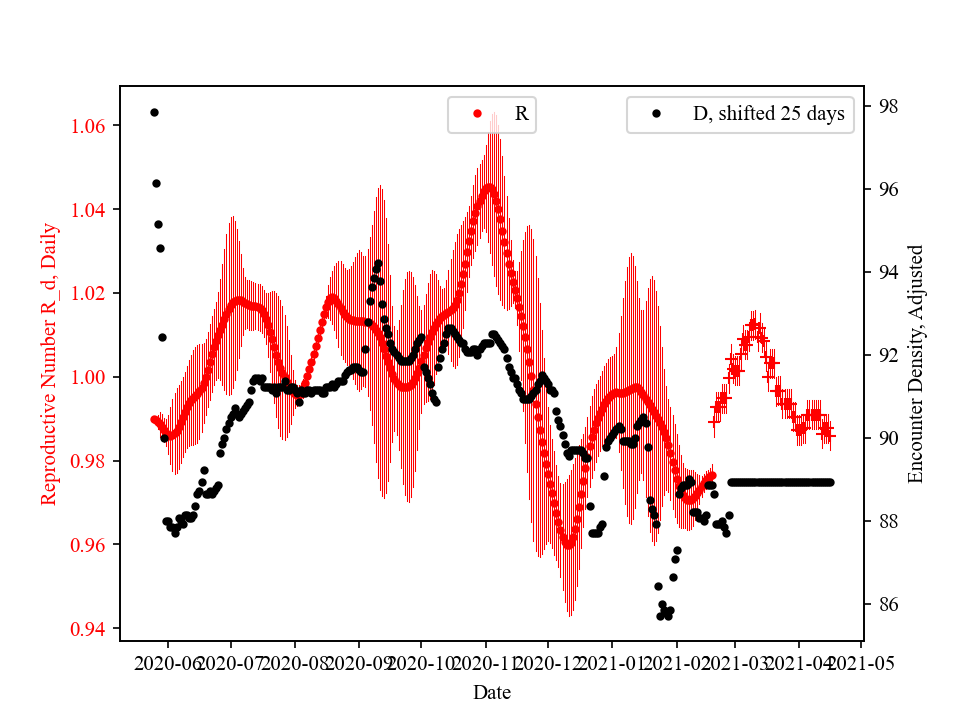 R
D, shifted 25 days
Reproductive Number R_d, Daily
1.06
1.04
1.02
1.00
0.98
0.96
0.94
98
96
94
92
90
88
86
Encounter Density, Adjusted
2020-06 2020-07 2020-08 2020-09 2020-10 2020-11 2020-12 2021-01 2021-02 2021-03 2021-04 2021-05
Date